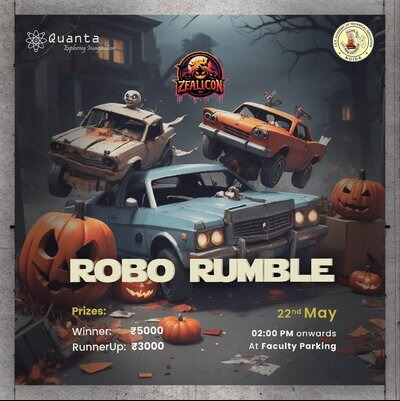 Quanta
Exploring Imagination
ZEALICON
NOIDA
ROBO RUMBLE
Prizes:
Winner: ₹5000
RunnerUp: ₹3000
22nd May
02:00 PM onwards
At Faculty Parking